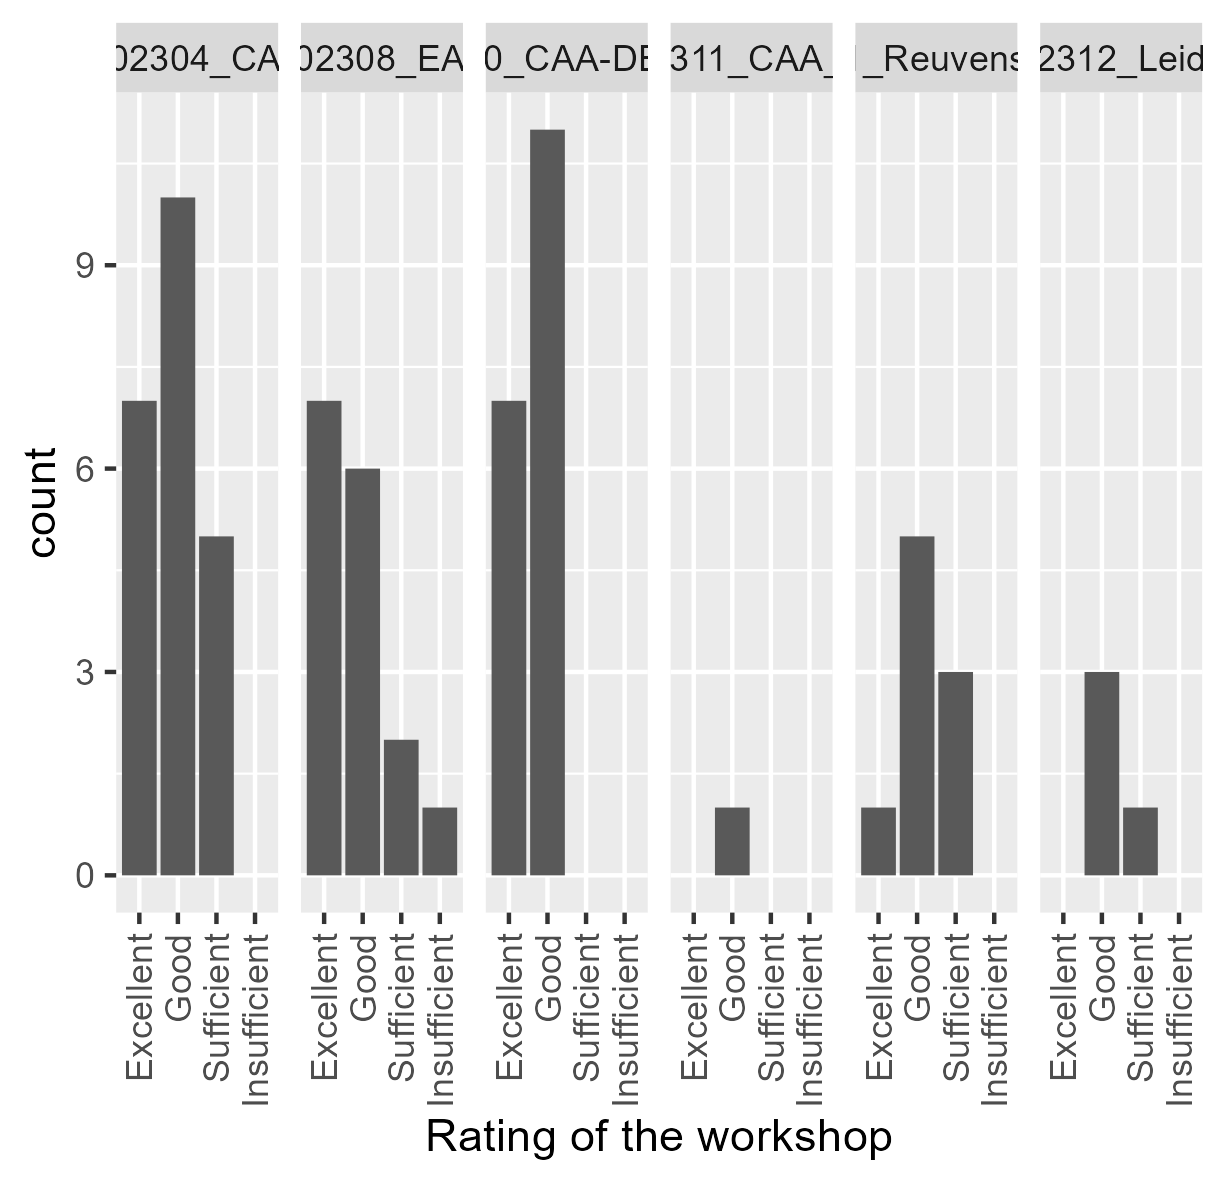 02304_CA
02308_EA
0_CAA-DE
311_CAA_
_Reuvens
2312_Leid
9
6
3
0
count
Excellent
Good
Sufficient
Insufficient
Excellent
Good
Sufficient
Insufficient
Excellent
Good
Sufficient
Insufficient
Excellent
Good
Sufficient
Insufficient
Excellent
Good
Sufficient
Insufficient
Excellent
Good
Sufficient
Insufficient
Rating of the workshop